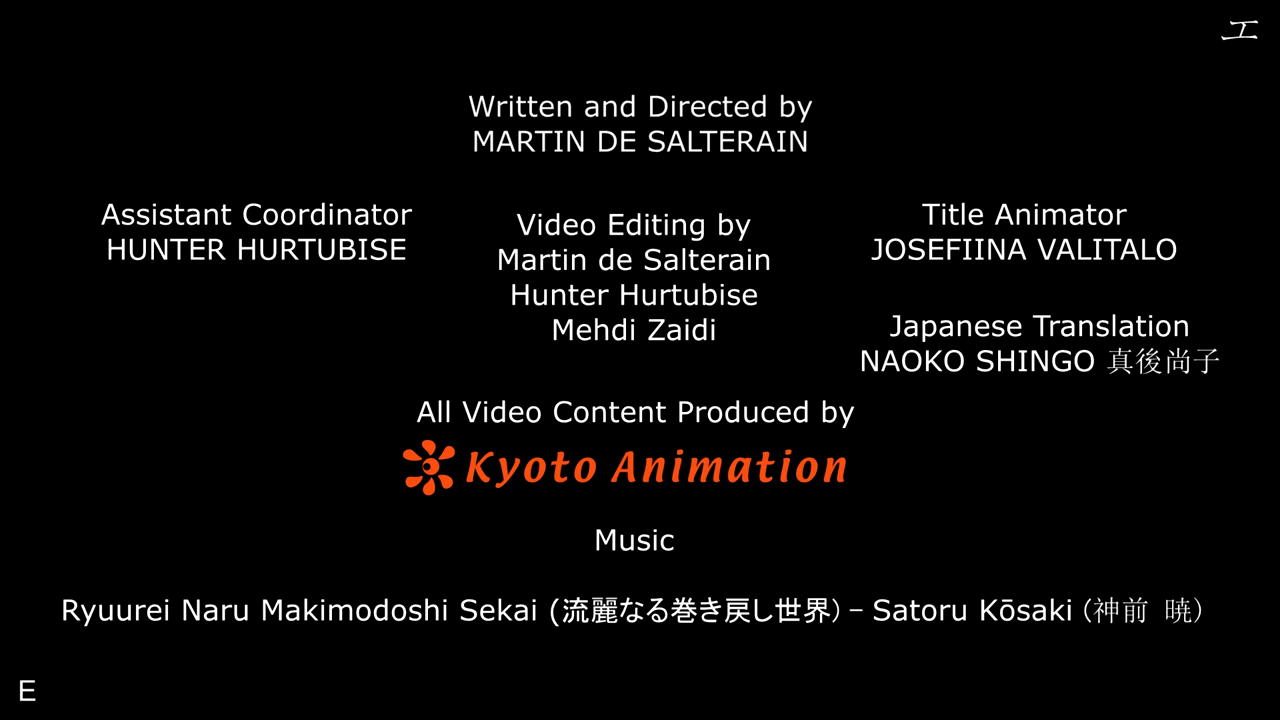 エ
Written and Directed by
MARTIN DE SALTERAIN
Assistant Coordinator
HUNTER HURTUBISE
Video Editing by
Martin de Salterain
Hunter Hurtubise
Mehdi Zaidi
Title Animator
JOSEFIINA VALITALO
Japanese Translation
NAOKO SHINGO 真後尚子
All Video Content Produced by
Kyoto Animation
Music
Ryuurei Naru Makimodoshi Sekai (流麗なる巻き戻し世界) – Satoru Kōsaki (神前 暁)
E